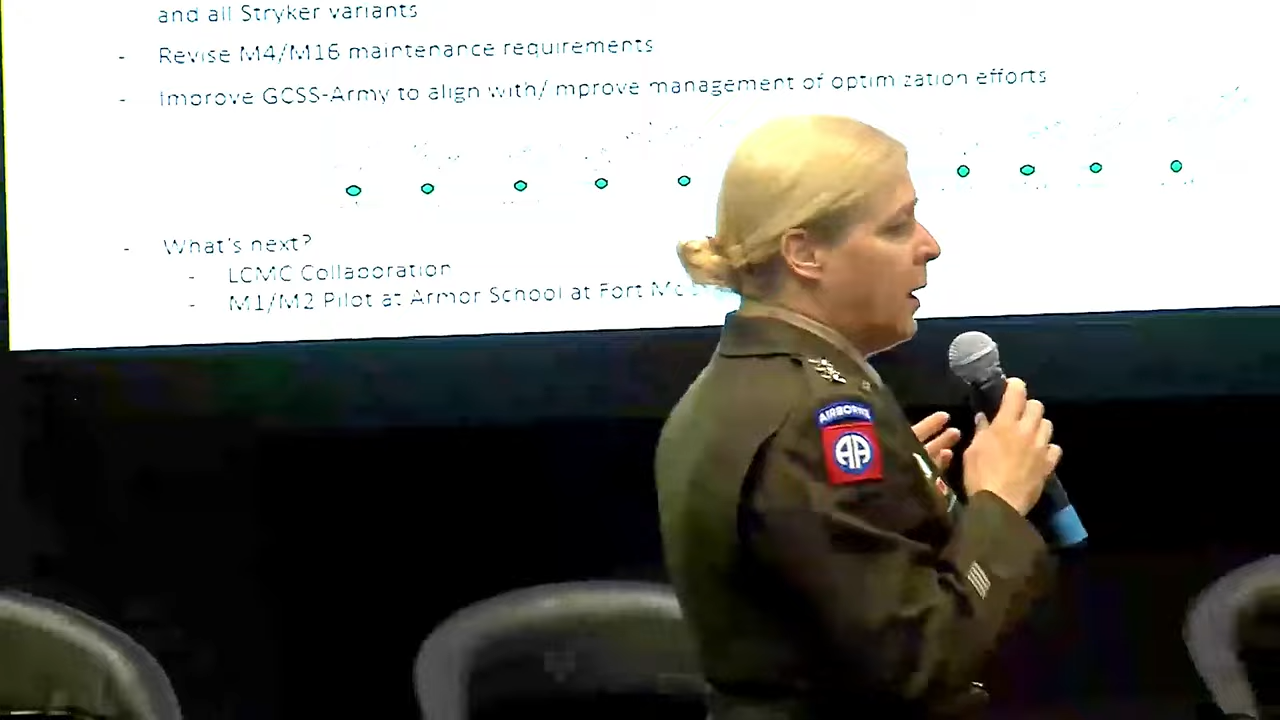 and all Stryker variants
- Revise M4/M16 maintenance requirements
- Improve GCSS-Army to align with/ mprove management of optim zation efforts
- What's next?
- LCMC Collaboration
- M1/M2 Pilot at Armor School at Fort
AIRBORNE
AA